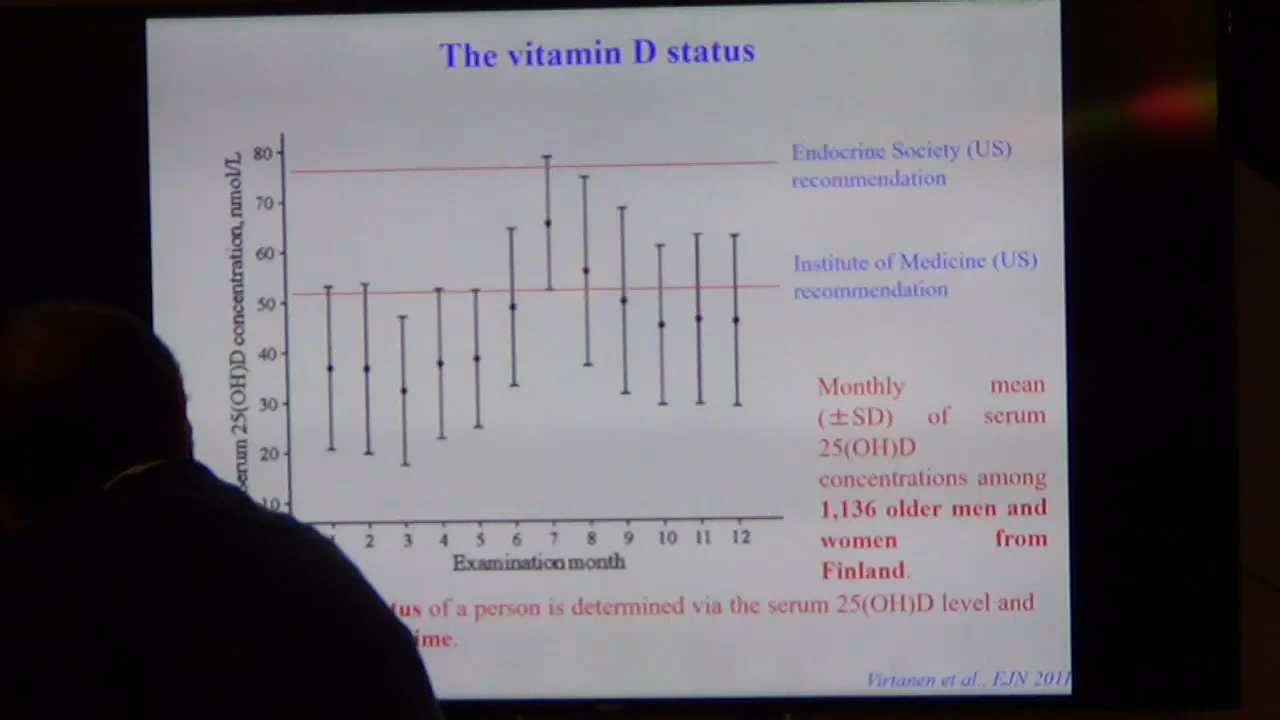 The vitamin D status
Serum 25(OH)D concentration, nmol/L
80
70
60
50
40
30
20
10
1 2 3 4 5 6 7 8 9 10 11 12
Examination month
Endocrine Society (US)
recommendation
Institute of Medicine (US)
recommendation
Monthly mean
(±SD) of serum
25(OH)D
concentrations among
1,136 older men and
women from
Finland.
tus of a person is determined via the serum 25(OH)D level and
ime.
Virtanen et al., EJN 2011